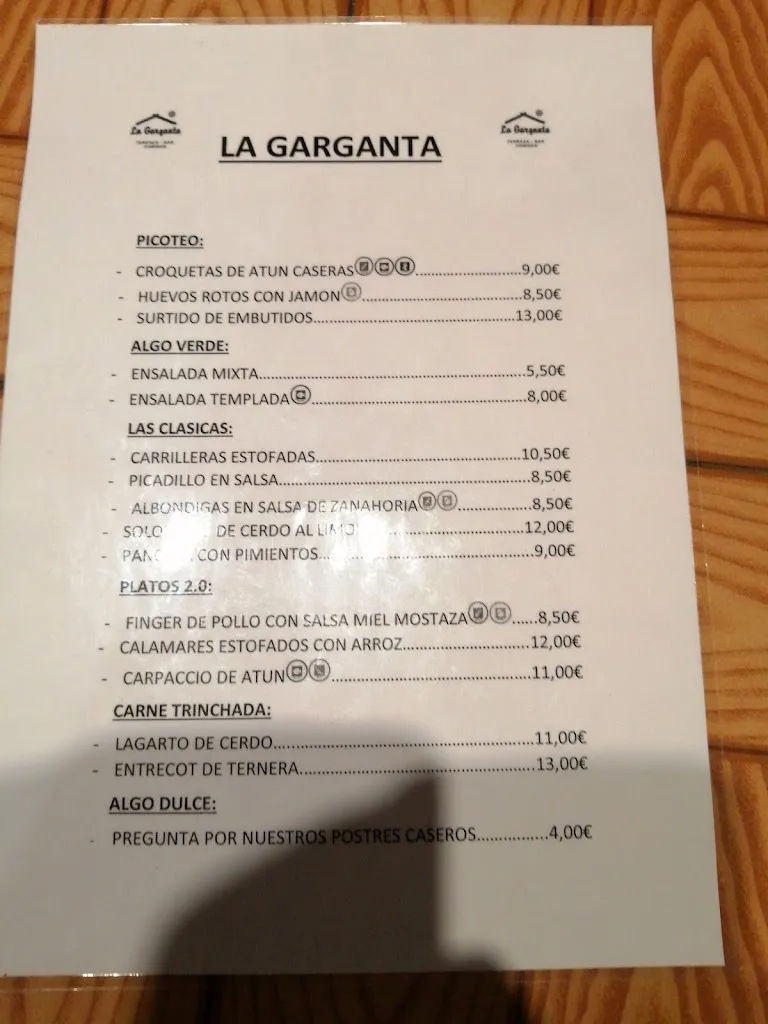 La Garganta
La Garganta
LA GARGANTA
PICOTEO:
- CROQUETAS DE ATUN CASERAS.....9,00€
- HUEVOS ROTOS CON JAMON.....8,50€
- SURTIDO DE EMBUTIDOS.....13,00€
ALGO VERDE:
- ENSALADA MIXTA.....5,50€
- ENSALADA TEMPLADA.....8,00€
LAS CLASICAS:
- CARRILLERAS ESTOFADAS.....10,50€
- PICADILLO EN SALSA.....8,50€
- ALBONDIGAS EN SALSA DE ZANAHORIA.....8,50€
- DE CERDO AL.....12,00€
- CON PIMIENTOS.....9,00€
PLATOS 2.0:
- FINGER DE POLLO CON SALSA MIEL MOSTAZA.....8,50€
- CALAMARES ESTOFADOS CON ARROZ.....12,00€
- CARPACCIO DE ATUN.....11,00€
CARNE TRINCHADA:
- LAGARTO DE CERDO.....11,00€
- ENTRECOT DE TERNERA.....13,00€
ALGO DULCE:
- PREGUNTA POR NUESTROS POSTRES CASEROS.....4,00€